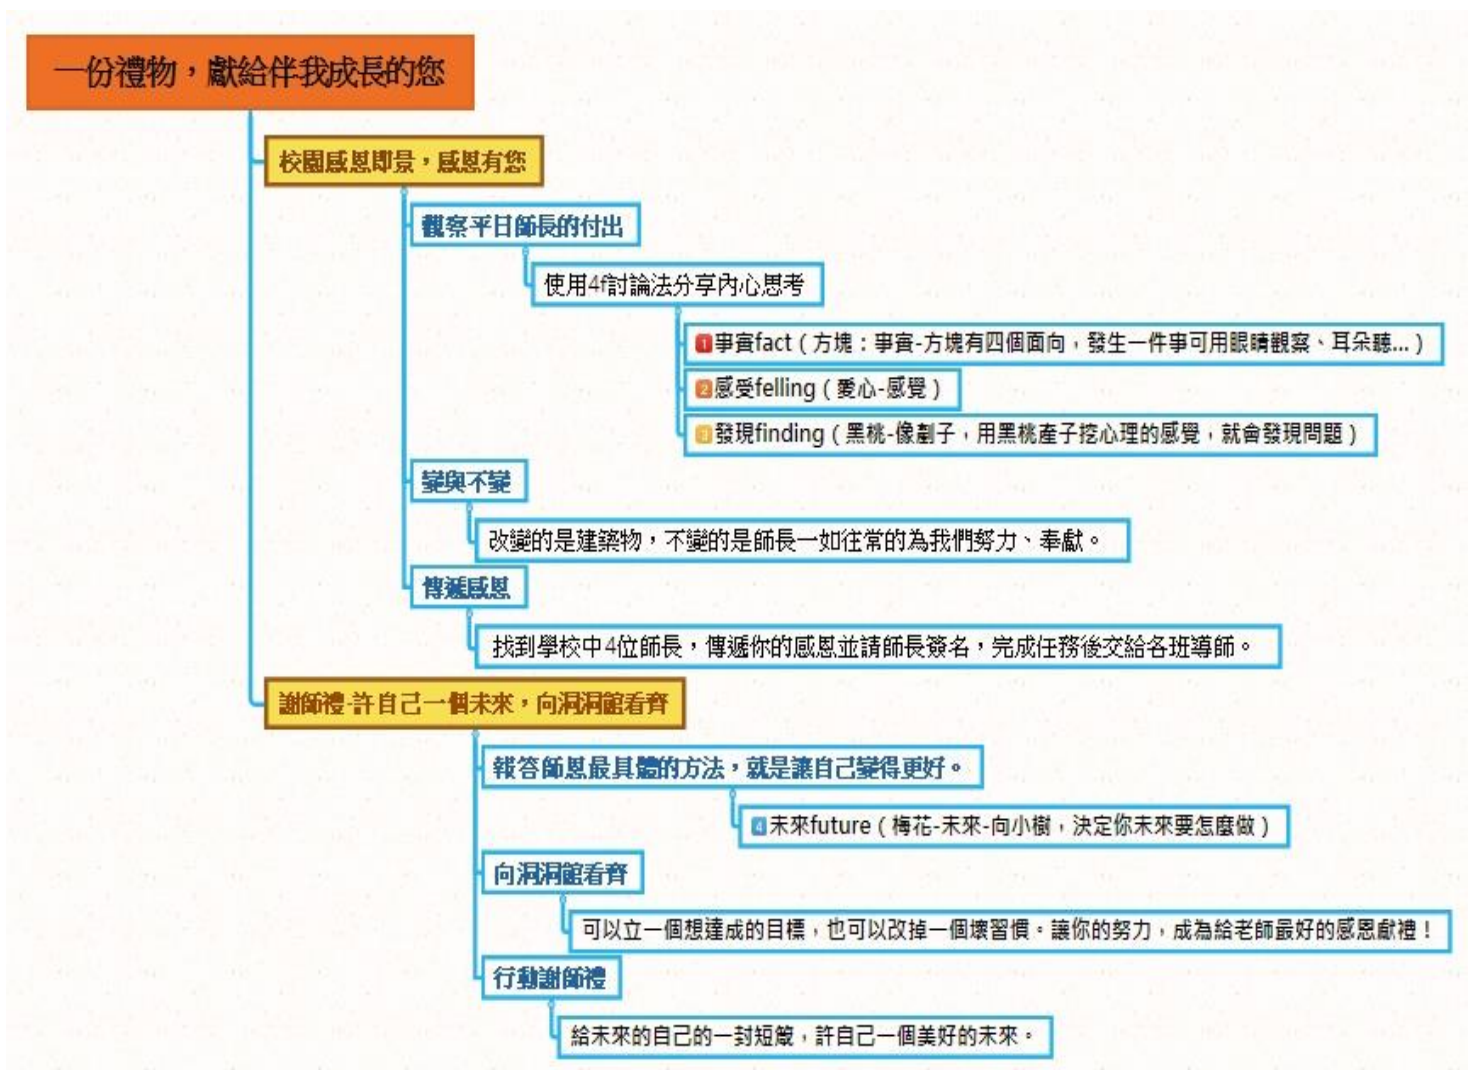 一份禮物，獻給伴我成長的您
校園感恩即景，感恩有您
觀察平日師長的付出
使用4f討論法分享內心思考
1事實fact（方塊：事實-方塊有四個面向，發生一件事可用眼睛觀察、耳朵聽...）
2感受felling（愛心-感覺）
3發現finding（黑桃-像剷子，用黑桃產子挖心理的感覺，就會發現問題）
變與不變
改變的是建築物，不變的是師長一如往常的為我們努力、奉獻。
傳遞感恩
找到學校中4位師長，傳遞你的感恩並請師長簽名，完成任務後交給各班導師。
謝師禮-許自己一個未來，向洞洞館看齊
報答師恩最具體的方法，就是讓自己變得更好。
4未來future（梅花-未來-向小樹，決定你未來要怎麼做）
向洞洞館看齊
可以立一個想達成的目標，也可以改掉一個壞習慣。讓你的努力，成為給老師最好的感恩獻禮！
行動謝師禮
給未來的自己的一封短箋，許自己一個美好的未來。